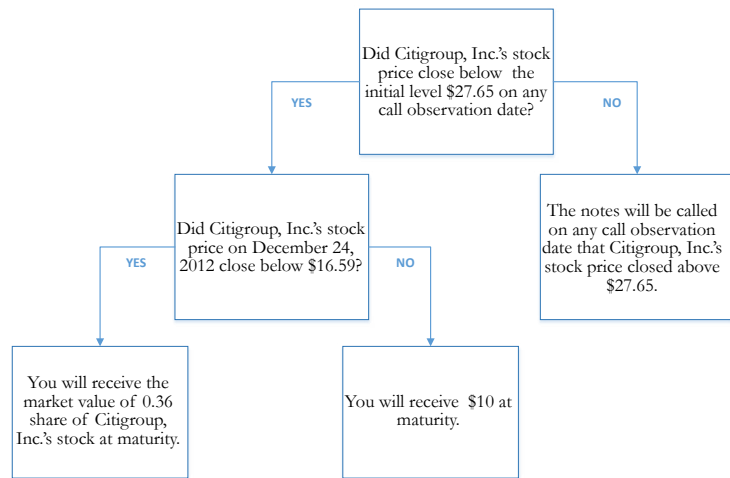 Did Citigroup, Inc.'s stock
price close below the
initial level $27.65 on any
call observation date?
YES
NO
Did Citigroup, Inc.'s stock
price on December 24,
2012 close below $16.59?
The notes will be called
on any call observation
date that Citigroup, Inc.'s
stock price closed above
$27.65.
YES
NO
You will receive the
market value of 0.36
share of Citigroup,
Inc.'s stock at maturity.
You will receive $10 at
maturity.